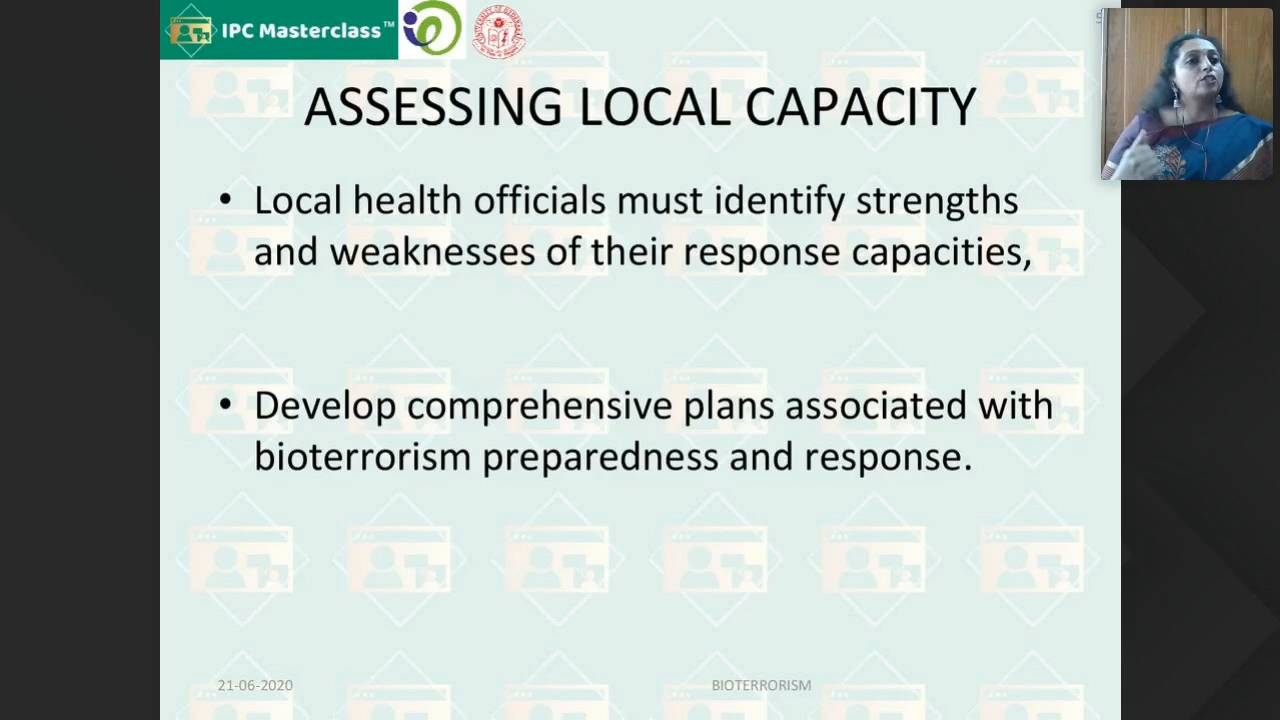 IPC Masterclass™
ASSESSING LOCAL CAPACITY
• Local health officials must identify strengths
and weaknesses of their response capacities,
• Develop comprehensive plans associated with
bioterrorism preparedness and response.
21-06-2020
BIOTERRORISM